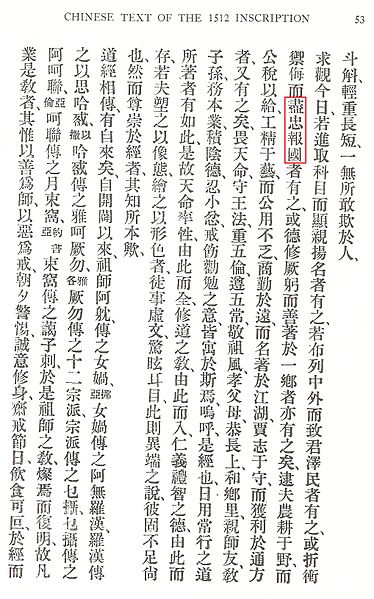 CHINESE TEXT OF THE 1512 INSCRIPTION 53
斗斛、輕重長短、一無所敢欺於人、
求觀今日、若進取科目而顯親揚名者有之、若布列中外而致君澤民者有之、或折衝
禦侮而盡忠報國者有之、或德修厥躬而善著於一鄉者亦有之矣、逮夫農耕于野、而
公稅以給、工精于藝、而公用不乏、商勤於遠、而名著於江湖、賈志于守、而獲利於通方
者又有之矣、畏天命、守王法、重五倫、遵五常、敬祖風、孝父母、恭長上、和鄉里、親師友、教
子孫、務本業、積陰德、忍小忿、戒飭勸勉之意、皆寓於斯焉、嗚呼是經也、日用常行之道
所著者有如此、是故天命率性、由此而全、修道之敎、由此而入、仁義禮智之德、由此而
存、若夫塑之以像態、繪之以形色者、徒事虛文、驚眩耳目、此則異端之說、彼固不足尙
也、然而尊崇於經者、其知所本歟、
道經相傳、有自來矣、自開闢以來、祖師阿躭傳之女媧、女媧傳之阿無羅漢、羅漢傳
之以思哈 哈 傳之雅呵厥勿 厥勿傳之十二宗派、宗派傳之乜攝、乜攝傳之
阿呵聯亞倫呵聯傳之月束窩約書亞束窩傳之藹子剌、於是祖師之敎燦焉而復明、故凡
業是敎者、其惟以善爲師、以惡爲戒、朝夕警惕、誠意修身、齋戒節日、飲食可叵於經、而